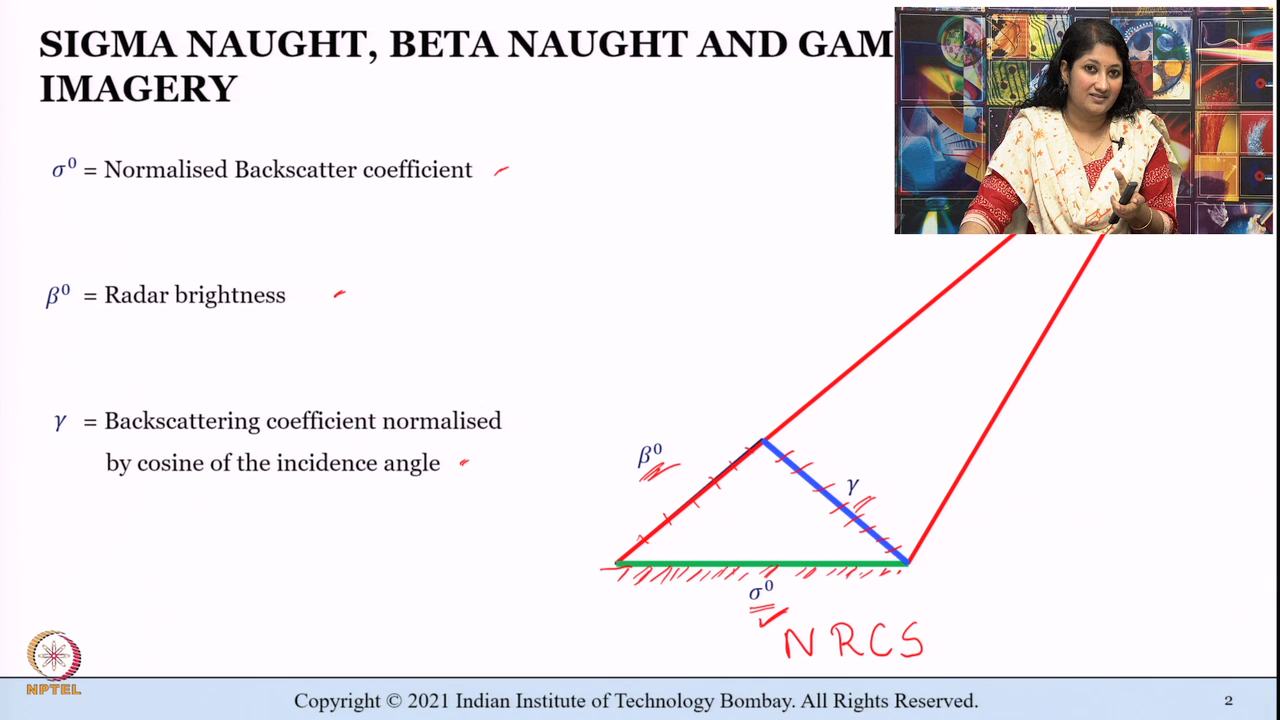 SIGMA NAUGHT, BETA NAUGHT AND GAM
IMAGERY
σ⁰ = Normalised Backscatter coefficient
β⁰ = Radar brightness
γ = Backscattering coefficient normalised
by cosine of the incidence angle
β⁰
γ
σ⁰
NRCS
NPTEL
Copyright © 2021 Indian Institute of Technology Bombay. All Rights Reserved.
2